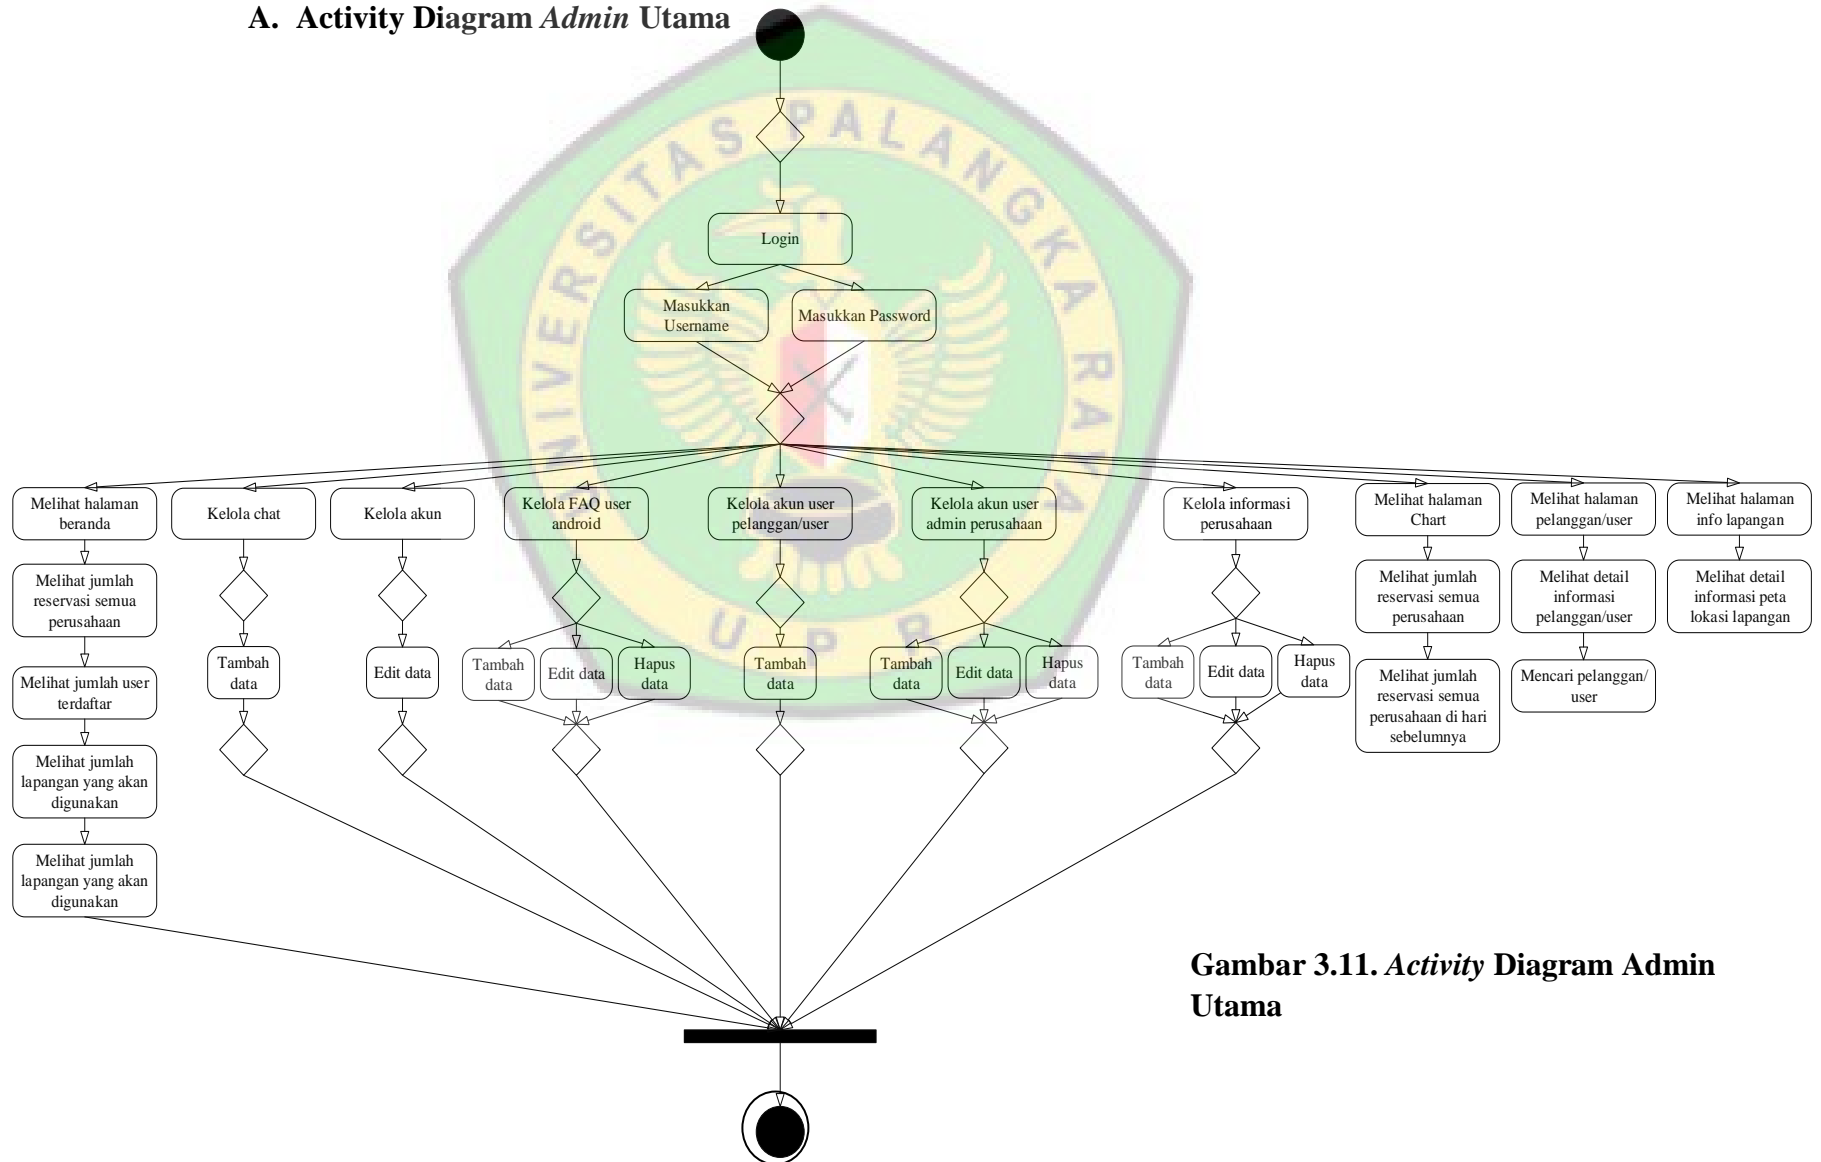 A. Activity Diagram Admin Utama
UNIVERSITAS PALANGKA RAYA
U P R
Login
Masukkan
Username
Masukkan Password
Melihat halaman
beranda
Kelola chat
Kelola akun
Kelola FAQ user
android
Kelola akun user
pelanggan/user
Kelola akun user
admin perusahaan
Kelola informasi
perusahaan
Melihat halaman
Chart
Melihat halaman
pelanggan/user
Melihat halaman
info lapangan
Melihat jumlah
reservasi semua
perusahaan
Melihat jumlah user
terdaftar
Melihat jumlah
lapangan yang akan
digunakan
Melihat jumlah
lapangan yang akan
digunakan
Tambah
data
Edit data
Tambah
data
Edit data
Hapus
data
Tambah
data
Tambah
data
Edit data
Hapus
data
Tambah
data
Edit data
Hapus
data
Melihat jumlah
reservasi semua
perusahaan
Melihat jumlah
reservasi semua
perusahaan di hari
sebelumnya
Melihat detail
informasi
pelanggan/user
Mencari pelanggan/
user
Melihat detail
informasi peta
lokasi lapangan
Gambar 3.11. Activity Diagram Admin
Utama